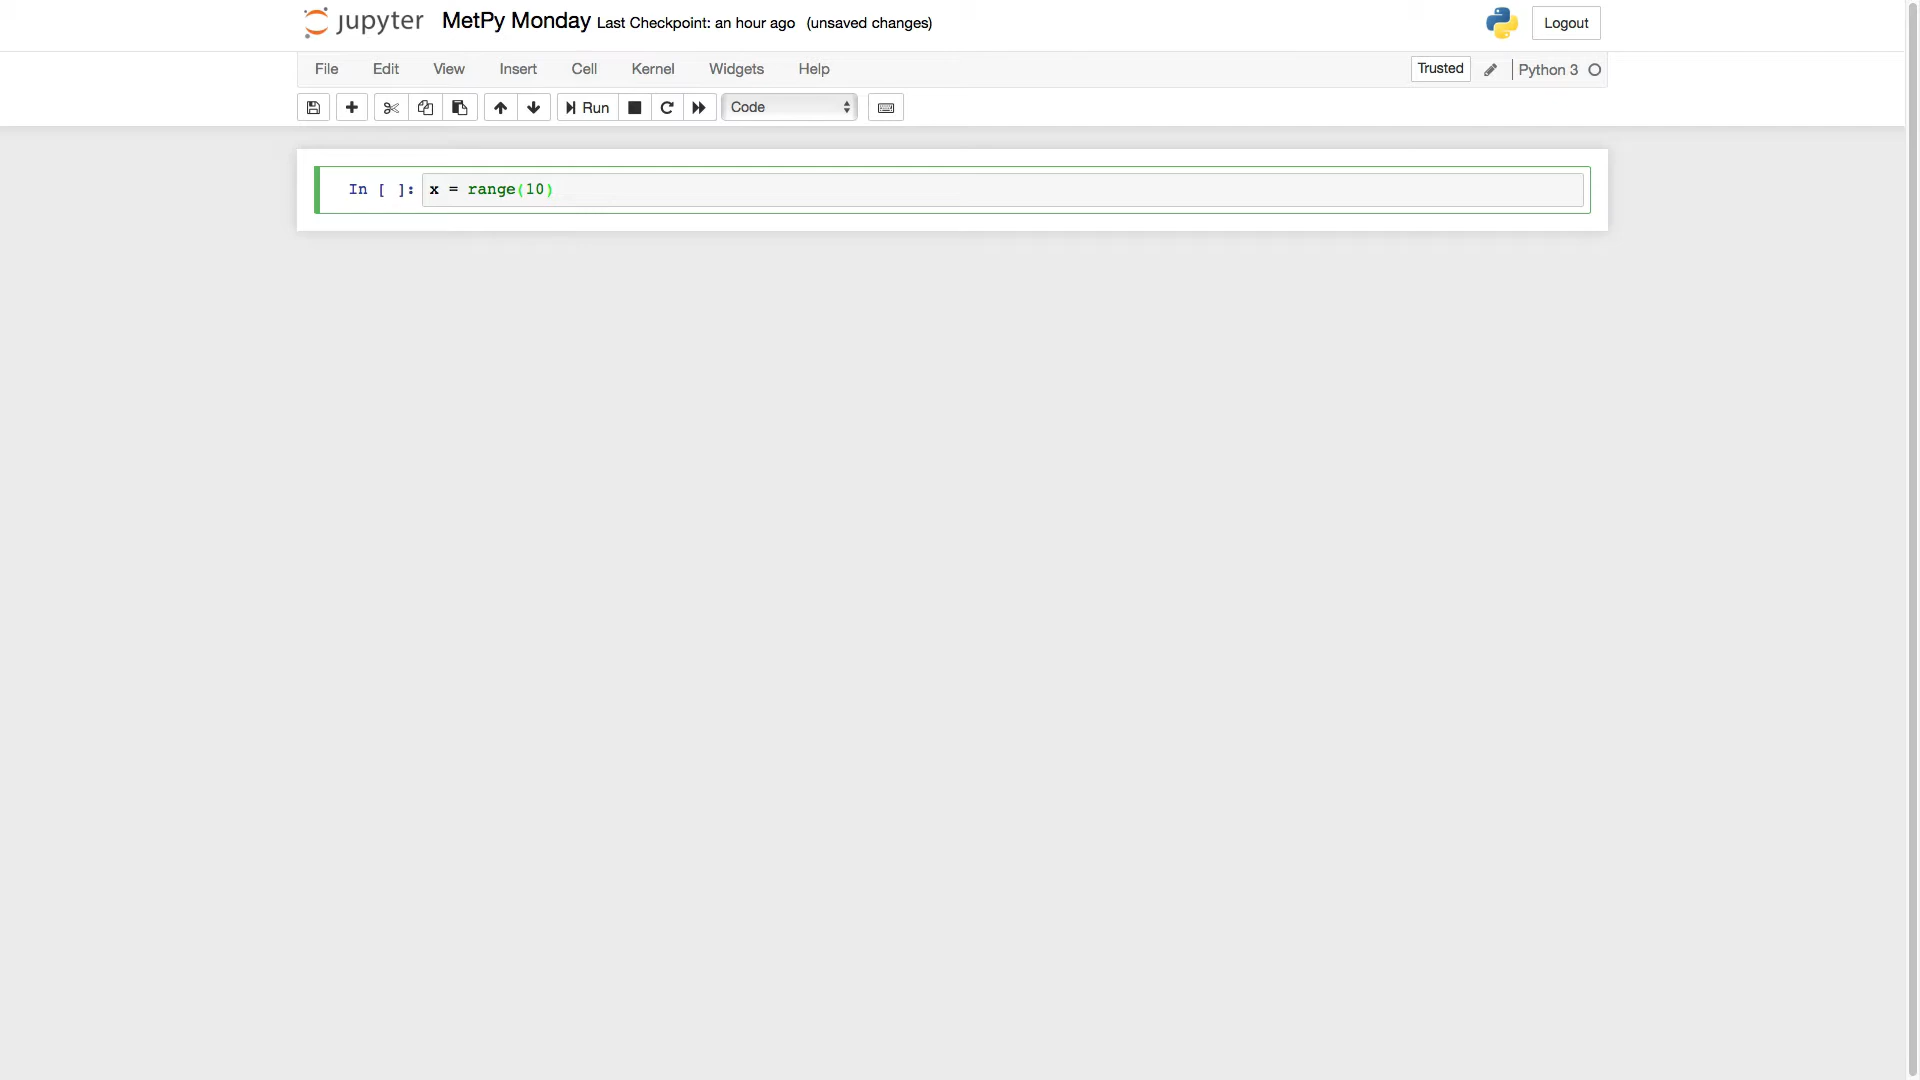 jupyter MetPy Monday Last Checkpoint: an hour ago (unsaved changes) Logout
File Edit View Insert Cell Kernel Widgets Help Trusted Python 3
Run Code
In [ ]: x = range(10)